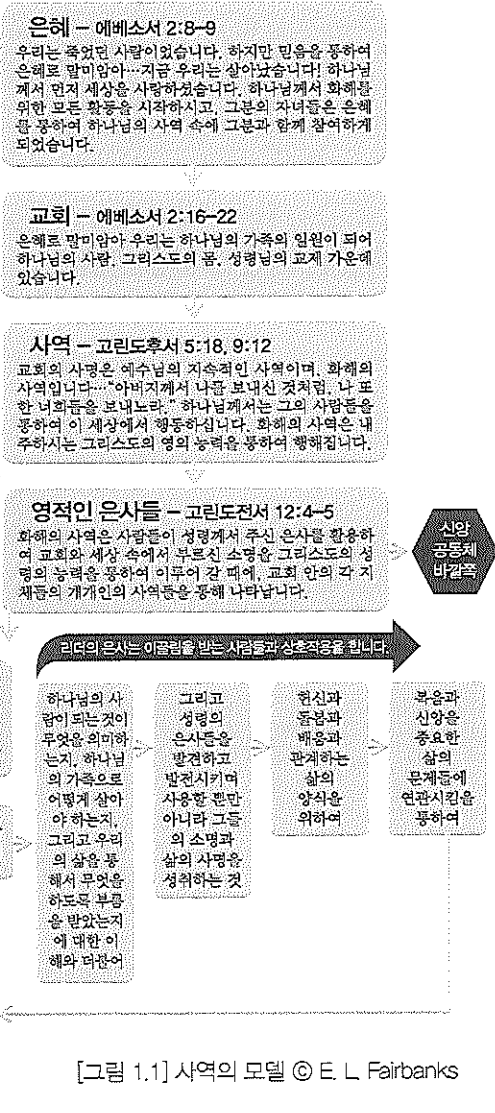 은혜 – 에베소서 2:8–9
우리는 죽었던 사람이었습니다. 하지만 믿음을 통하여
은혜로 말미암아…지금 우리는 살아났습니다! 하나님
께서 먼저 세상을 사랑하셨습니다. 하나님께서 화해를
위한 모든 활동을 시작하시고, 그분의 자녀들은 은혜
를 통하여 하나님의 사역 속에 그분과 함께 참여하게
되었습니다.
교회 – 에베소서 2:16–22
은혜로 말미암아 우리는 하나님의 가족의 일원이 되어
하나님의 사람, 그리스도의 몸, 성령님의 교제 가운데
있습니다.
사역 – 고린도후서 5:18, 9:12
교회의 사명은 예수님의 지속적인 사역이며, 화해의
사역입니다…“아버지께서 나를 보내신 것처럼, 나 또
한 너희들을 보내노라.” 하나님께서는 그의 사람들을
통하여 이 세상에서 행동하십니다. 화해의 사역은 내
주하시는 그리스도의 영의 능력을 통하여 행해집니다.
영적인 은사들 – 고린도전서 12:4–5
화해의 사역은 사람들이 성령께서 주신 은사를 활용하
여 교회와 세상 속에서 부르신 소명을 그리스도의 성
령의 능력을 통하여 이루어 갈 때에, 교회 안의 각 지
체들의 개개인의 사역들을 통해 나타납니다.
신앙
공동체
바깥쪽
리더의 은사는 이끌림을 받는 사람들과 상호작용을 합니다.
하나님의 사
람이 되는 것이
무엇을 의미하
는지, 하나님
의 가족으로
어떻게 살아
야 하는지,
그리고 우리
의 삶을 통
해서 무엇을
하도록 부름
을 받았는지
에 대한 이
해와 더불어
그리고
성령의
은사들을
발견하고
발전시키며
사용할 뿐만
아니라 그들
의 소명과
삶의 사명을
성취하는 것
헌신과
돌봄과
배움과
관계하는
삶의
양식을
위하여
복음과
신앙을
중요한
삶의
문제들에
연관시킴을
통하여
[그림 1.1] 사역의 모델 © E. L. Fairbanks